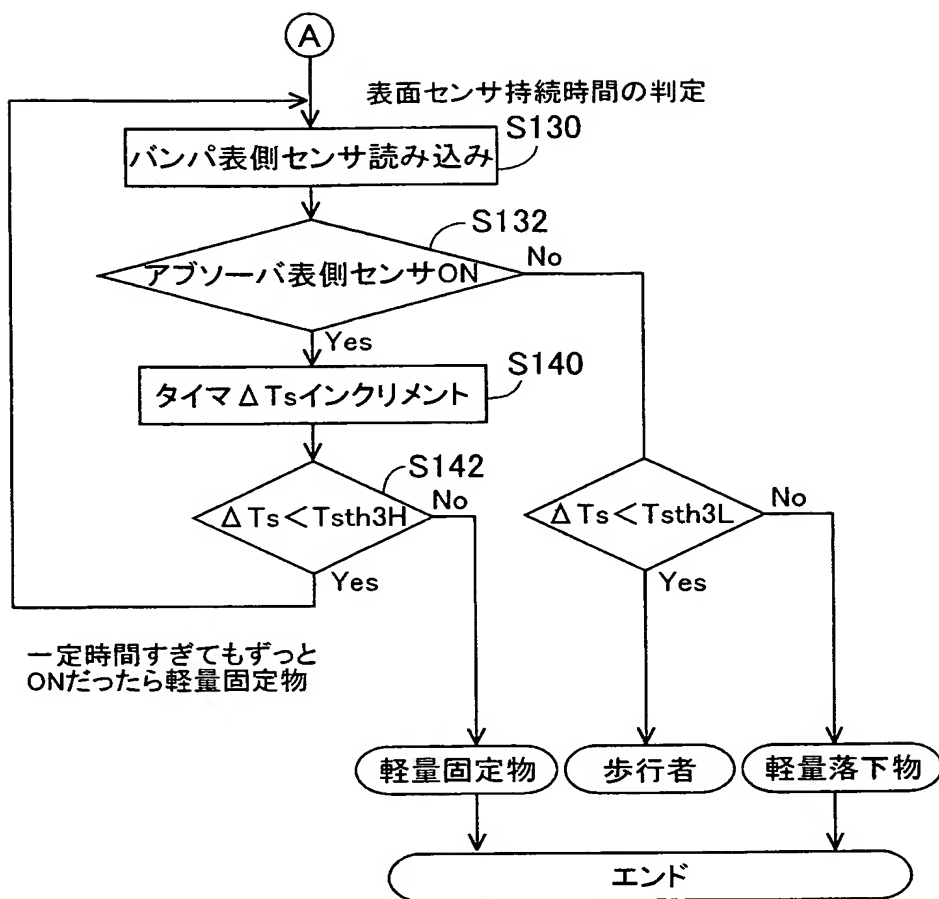 A
表面センサ持続時間の判定
S130
バンパ表側センサ読み込み
S132
アブソーバ表側センサON
No
Yes
S140
タイマΔTsインクリメント
S142
ΔTs<Tsth3H
No
Yes
ΔTs<Tsth3L
No
Yes
一定時間すぎてもずっと
ONだったら軽量固定物
軽量固定物
歩行者
軽量落下物
エンド